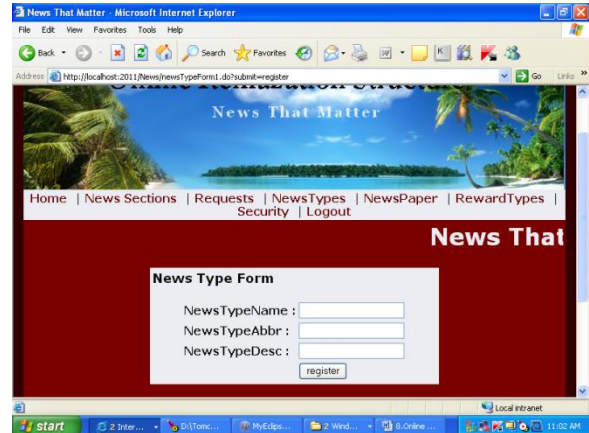 News That Matter - Microsoft Internet Explorer
File Edit View Favorites Tools Help
Back Search Favorites
Address http://localhost:2011/News/newsTypeForm1.do?submit=register Go Links »
News That Matter
Home | News Sections | Requests | NewsTypes | NewsPaper | RewardTypes |
Security | Logout
News That
News Type Form
NewsTypeName :
NewsTypeAbbr :
NewsTypeDesc :
register
Local intranet
start 2 Inter... D:\Tomc... MyEclips... 2 Wind... 8.Online ... 11:02 AM